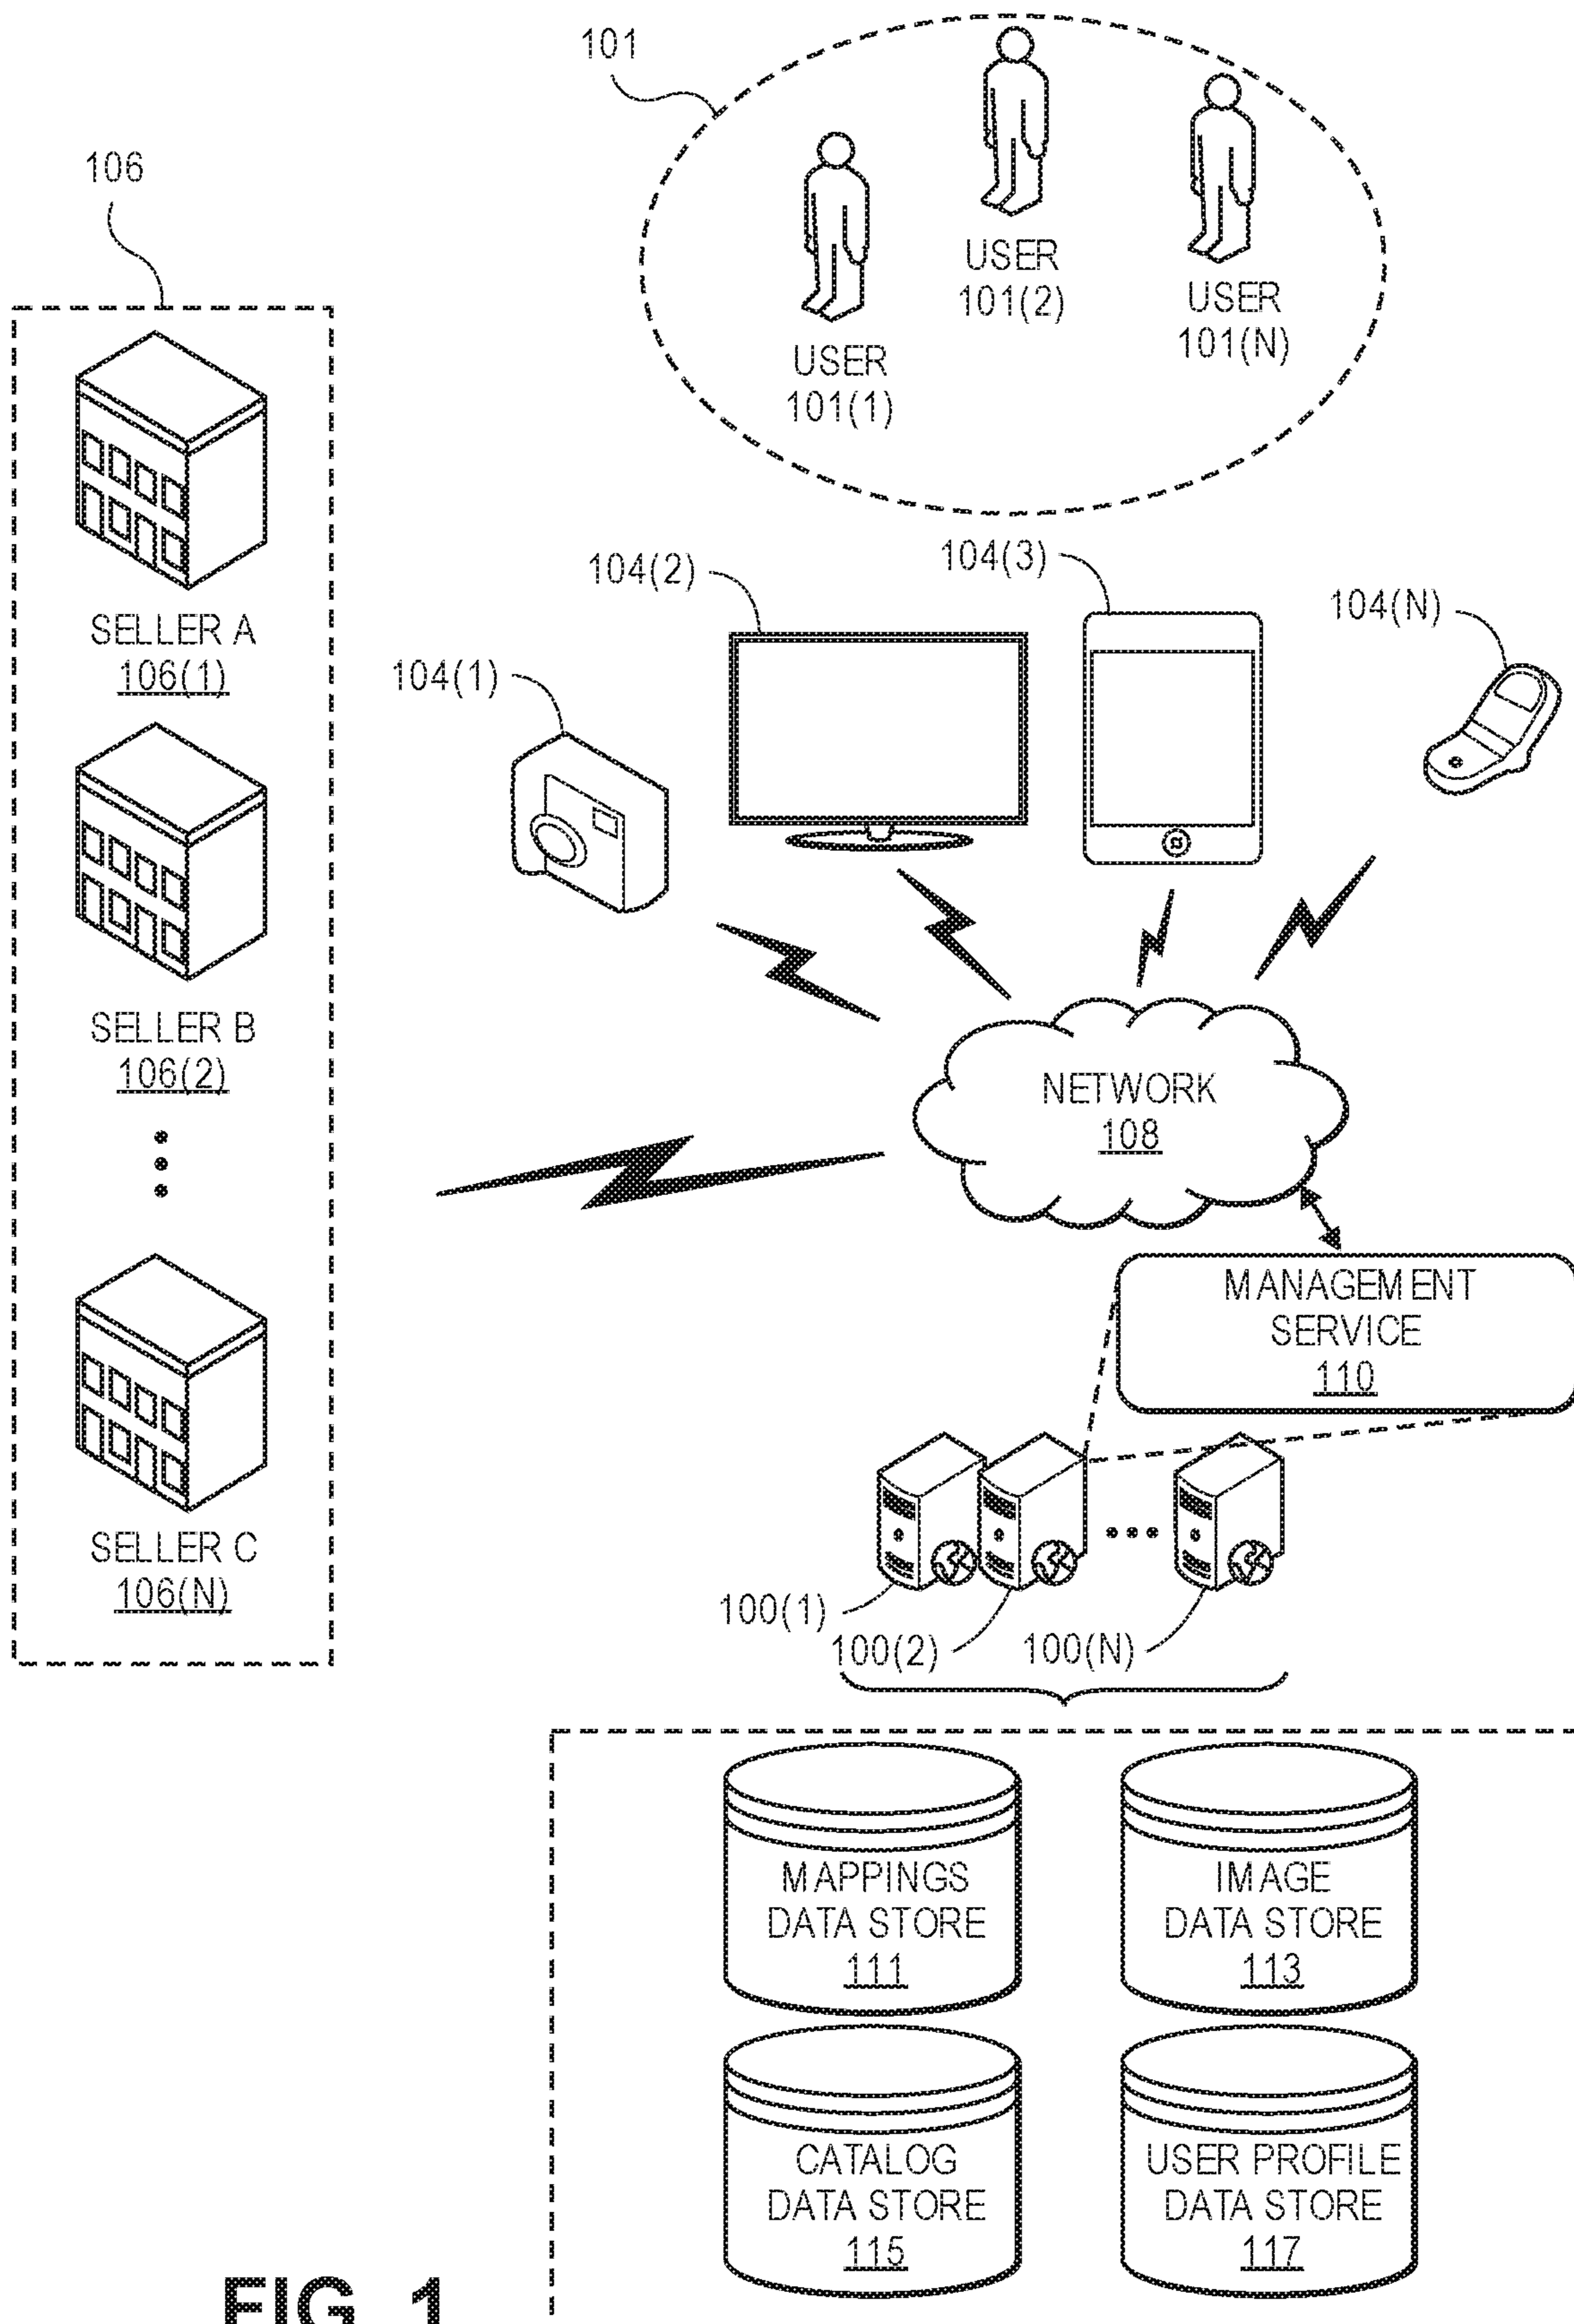 101
106
USER
101(2)
USER
101(N)
USER
101(1)
SELLER A
106(1)
104(2)
104(3)
104(N)
104(1)
SELLER B
106(2)
NETWORK
108
MANAGEMENT
SERVICE
110
SELLER C
106(N)
100(1)
100(2)
100(N)
MAPPINGS
DATA STORE
111
IMAGE
DATA STORE
113
CATALOG
DATA STORE
115
USER PROFILE
DATA STORE
117
FIG. 1